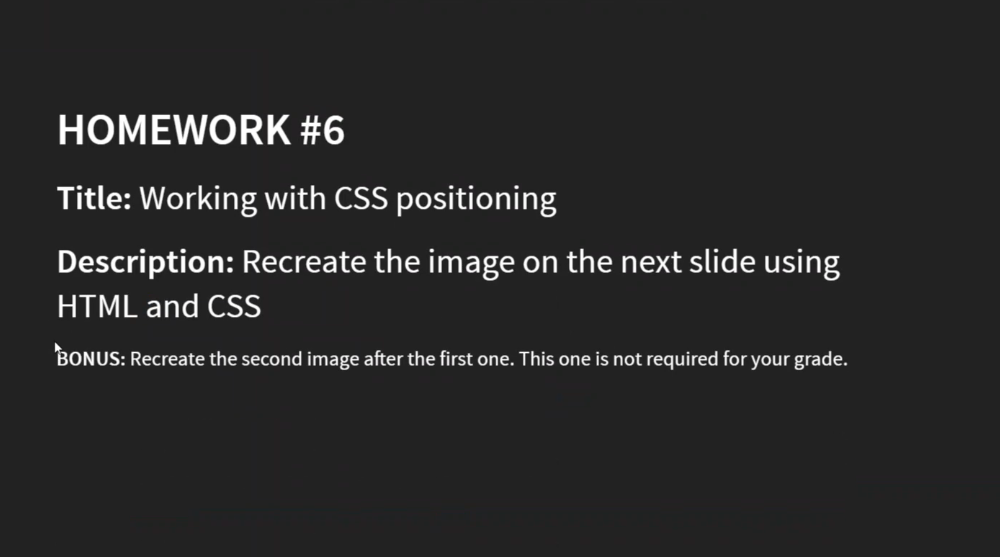 HOMEWORK #6
Title: Working with CSS positioning
Description: Recreate the image on the next slide using
HTML and CSS
BONUS: Recreate the second image after the first one. This one is not required for your grade.